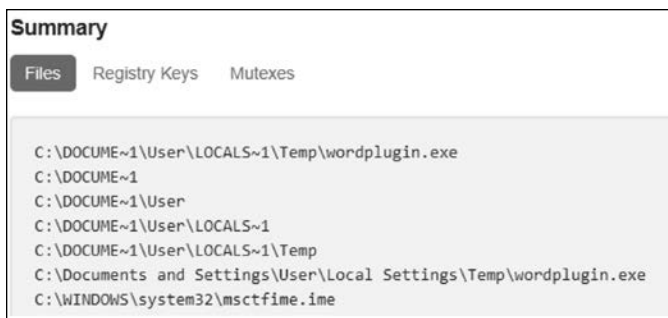 Summary
Files Registry Keys Mutexes
C:\DOCUME~1\User\LOCALS~1\Temp\wordplugin.exe
C:\DOCUME~1
C:\DOCUME~1\User
C:\DOCUME~1\User\LOCALS~1
C:\DOCUME~1\User\LOCALS~1\Temp
C:\Documents and Settings\User\Local Settings\Temp\wordplugin.exe
C:\WINDOWS\system32\msctfime.ime